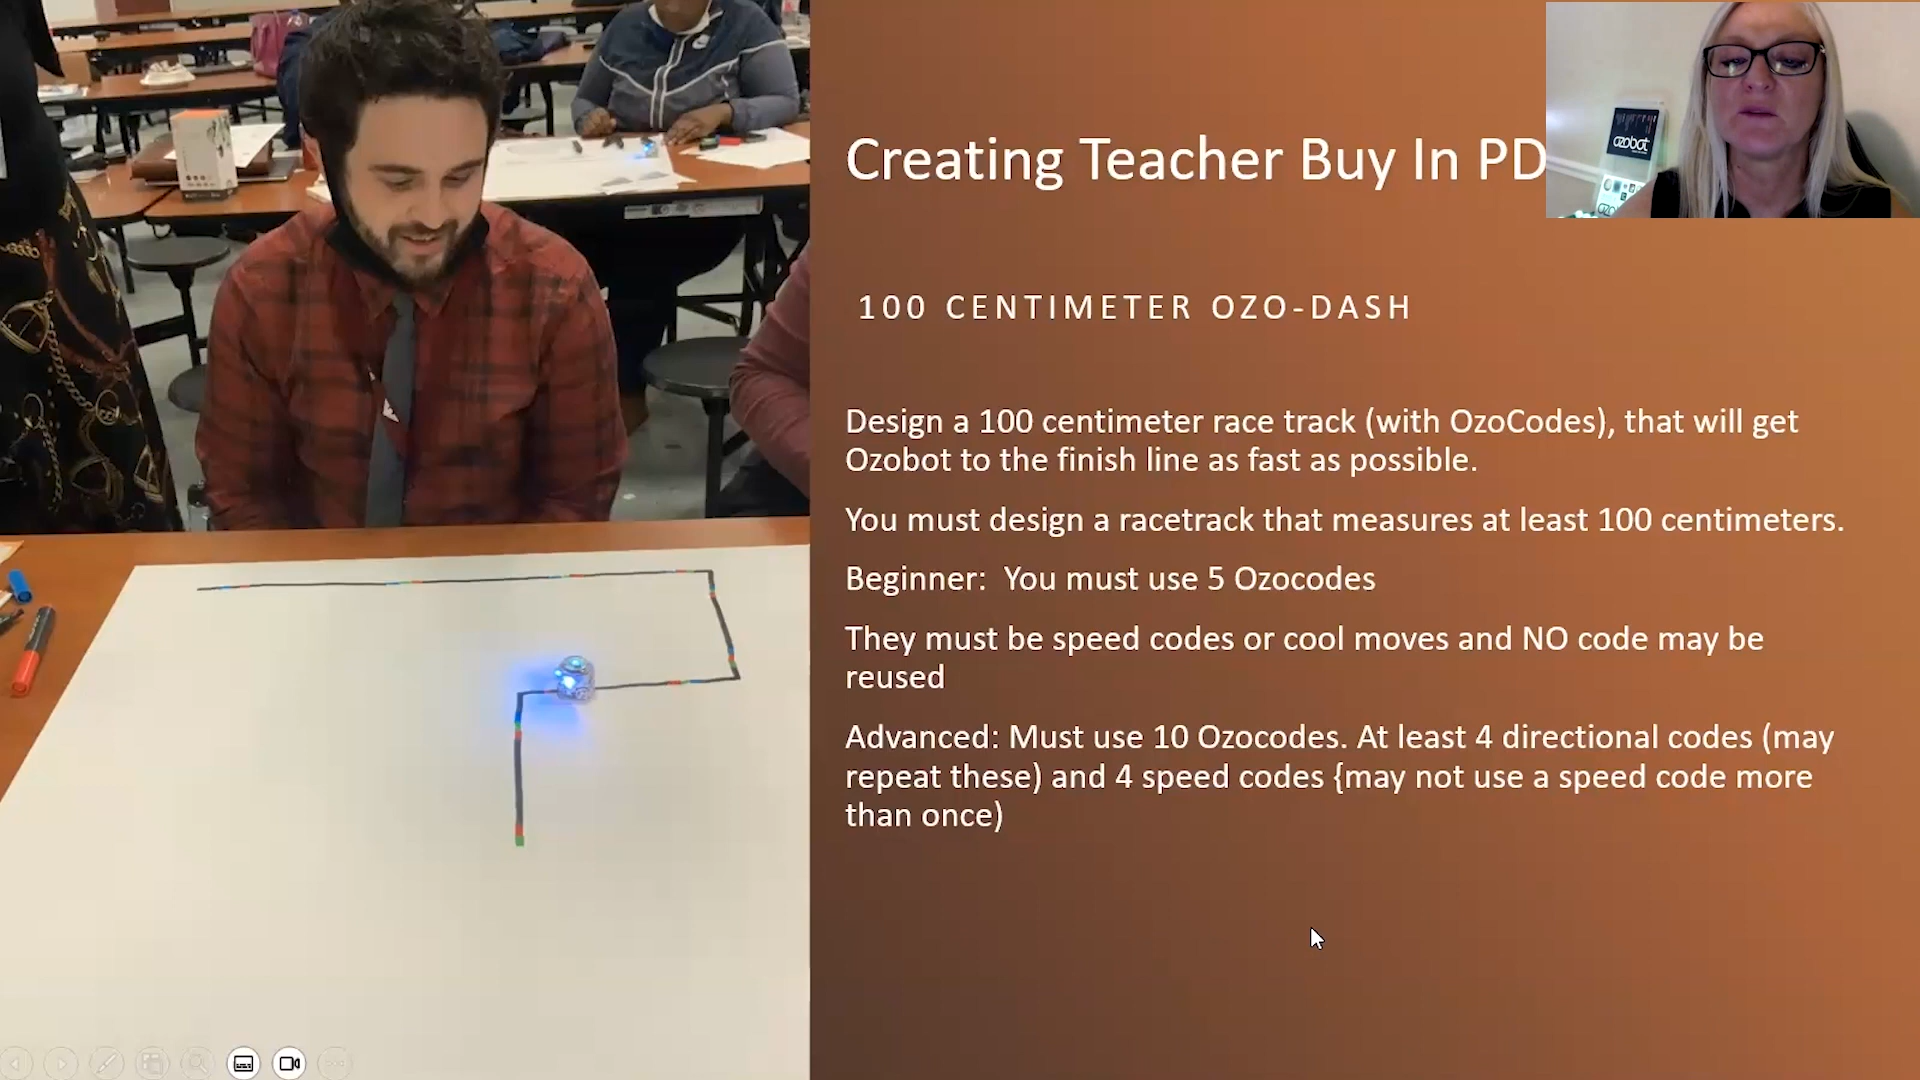 Creating Teacher Buy In PD
ozobot
100 CENTIMETER OZO-DASH
Design a 100 centimeter race track (with OzoCodes), that will get
Ozobot to the finish line as fast as possible.
You must design a racetrack that measures at least 100 centimeters.
Beginner:  You must use 5 Ozocodes
They must be speed codes or cool moves and NO code may be
reused
Advanced: Must use 10 Ozocodes. At least 4 directional codes (may
repeat these) and 4 speed codes {may not use a speed code more
than once)